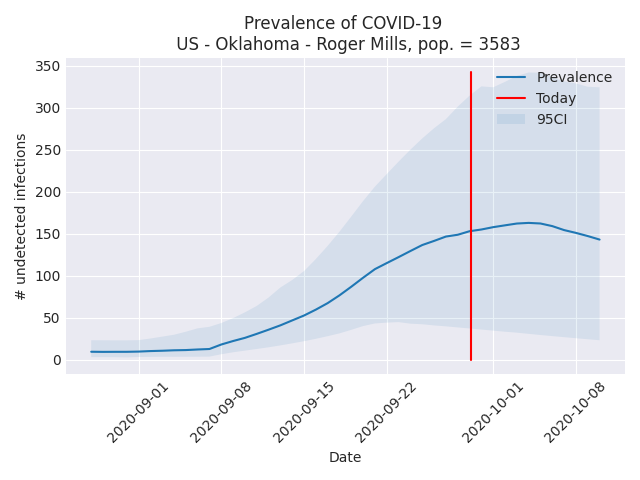 Prevalence of COVID-19
US - Oklahoma - Roger Mills, pop. = 3583
350
300
250
200
150
100
50
0
# undetected infections
Prevalence
Today
95CI
2020-09-01
2020-09-08
2020-09-15
2020-09-22
2020-10-01
2020-10-08
Date